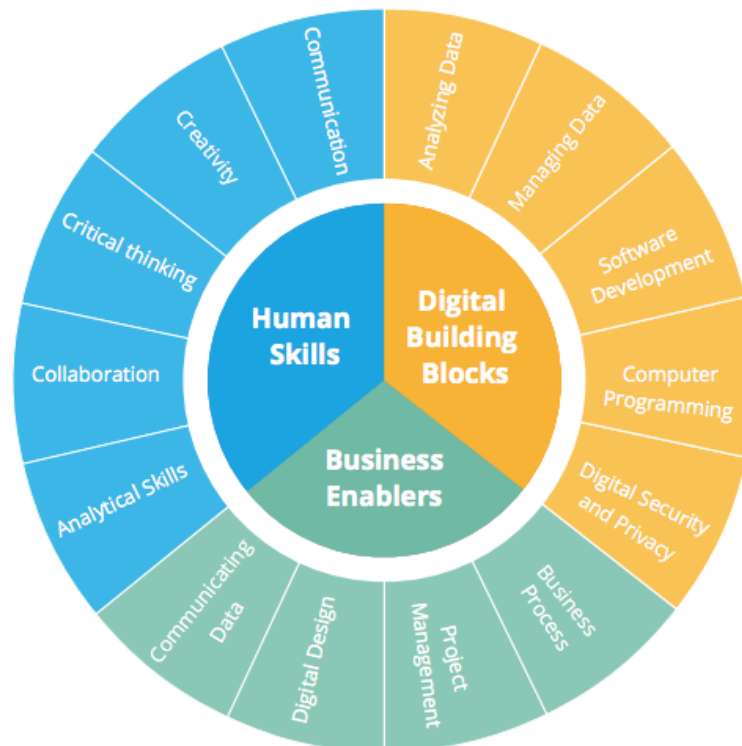 Communication
Creativity
Critical thinking
Collaboration
Analytical Skills
Analyzing Data
Managing Data
Software
Development
Computer
Programming
Digital Security
and Privacy
Business
Process
Project
Management
Digital Design
Communicating
Data
Human
Skills
Digital
Building
Blocks
Business
Enablers